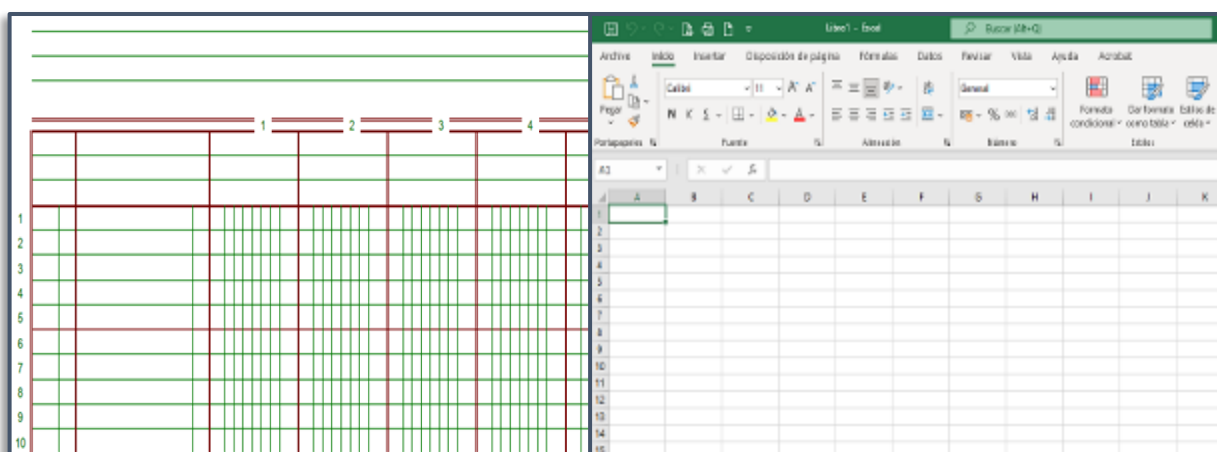 1 2 3 4
1
2
3
4
5
6
7
8
9
10
Libro1 - Excel
Buscar (Alt+Q)
Archivo Inicio Insertar Disposición de página Fórmulas Datos Revisar Vista Ayuda Acrobat
Pegar
Calibri 11
General
N K S
A
%
Formato condicional
Dar formato como tabla
Estilos de celda
Portapapeles Fuente Alineación Número Estilos
A1
A B C D E F G H I J K
1
2
3
4
5
6
7
8
9
10
11
12
13
14
15